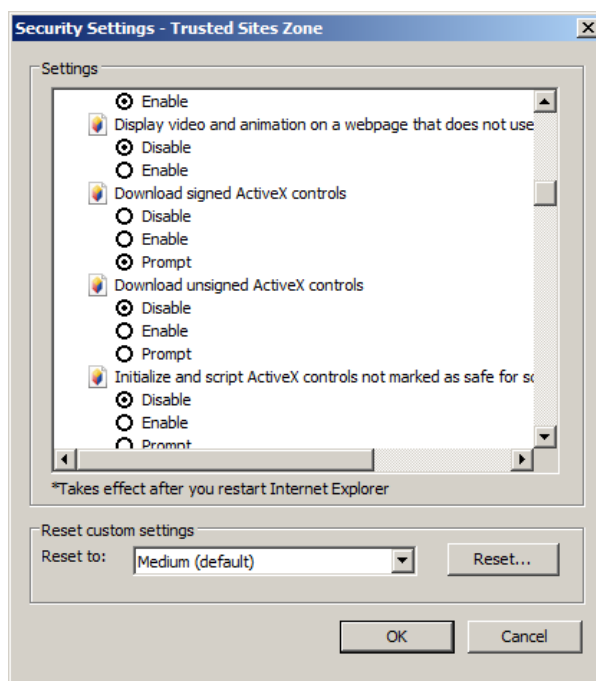 Security Settings - Trusted Sites Zone
Settings
Enable
Display video and animation on a webpage that does not use
Disable
Enable
Download signed ActiveX controls
Disable
Enable
Prompt
Download unsigned ActiveX controls
Disable
Enable
Prompt
Initialize and script ActiveX controls not marked as safe for sc
Disable
Enable
Prompt
*Takes effect after you restart Internet Explorer
Reset custom settings
Reset to:
Medium (default)
Reset...
OK
Cancel